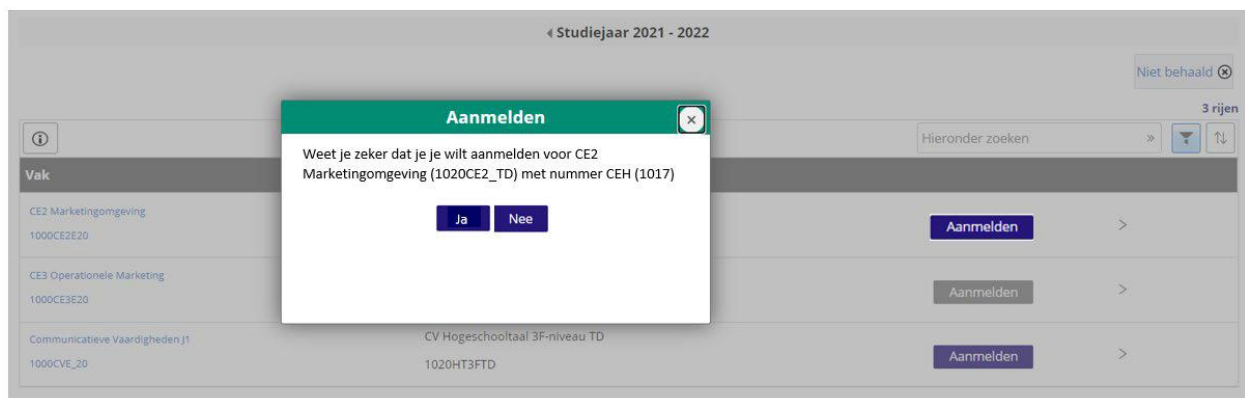 Studiejaar 2021 - 2022
Niet behaald
3 rijen
Aanmelden
Hieronder zoeken
Weet je zeker dat je je wilt aanmelden voor CE2
Marketingomgeving (1020CE2_TD) met nummer CEH (1017)
Ja Nee
Vak
CE2 Marketingomgeving
1000CE2E20
Aanmelden
CE3 Operationele Marketing
1000CE3E20
Aanmelden
Communicatieve Vaardigheden J1
1000CVE_20
CV Hogeschooltaal 3F-niveau TD
1020HT3FTD
Aanmelden